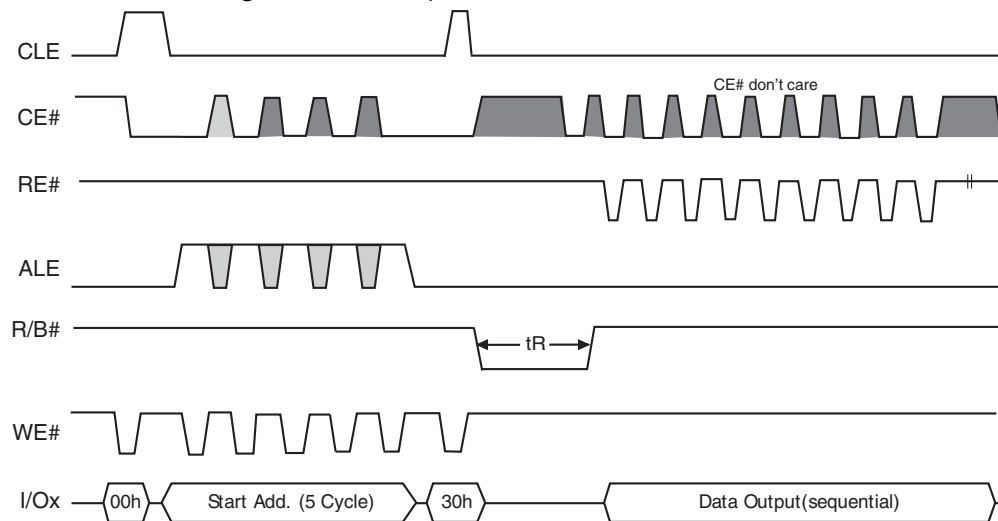 CLE
CE# don't care
CE#
RE#
ALE
R/B#
tR
WE#
I/Ox
00h
Start Add. (5 Cycle)
30h
Data Output(sequential)